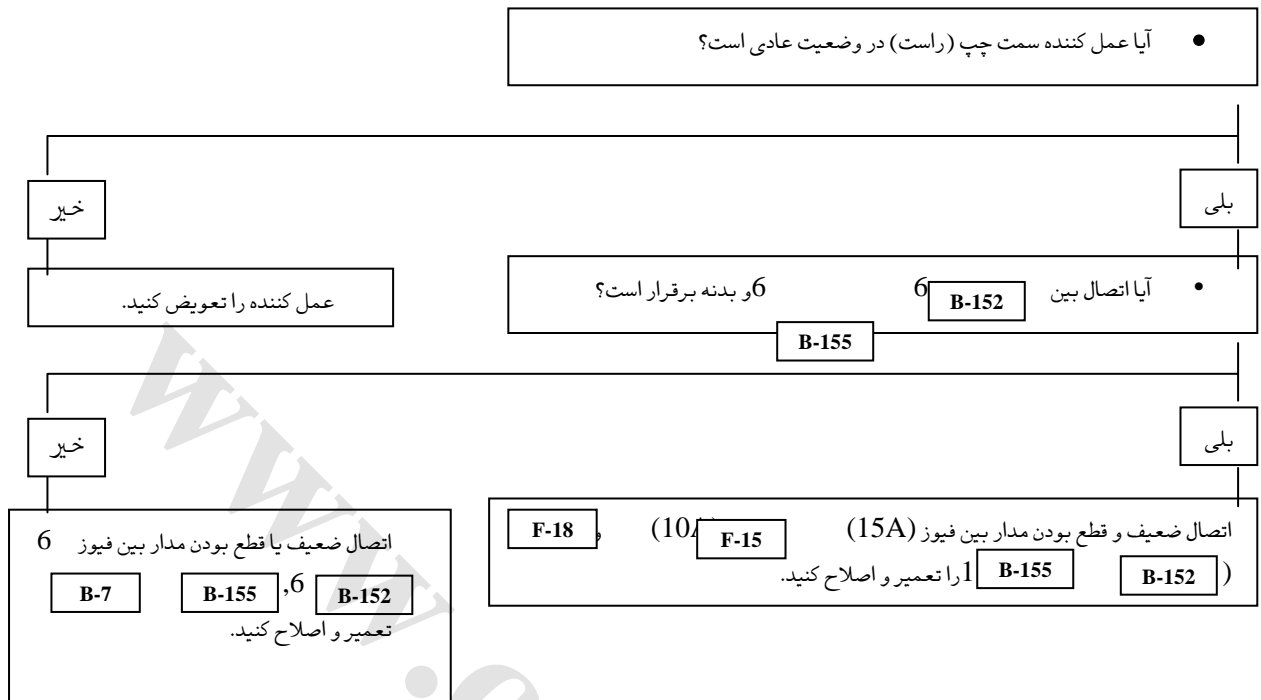 • آیا عمل کننده سمت چپ (راست) در وضعیت عادی است؟
بلی
خیر
• آیا اتصال بین B-152 6 6و بدنه برقرار است؟
B-155
عمل کننده را تعویض کنید.
بلی
خیر
اتصال ضعیف و قطع بودن مدار بین فیوز (15A) F-15 (10A و F-18
( B-152 B-155 1را تعمیر و اصلاح کنید.
اتصال ضعیف یا قطع بودن مدار بین فیوز 6
B-152 6, B-155 B-7
تعمیر و اصلاح کنید.
www.